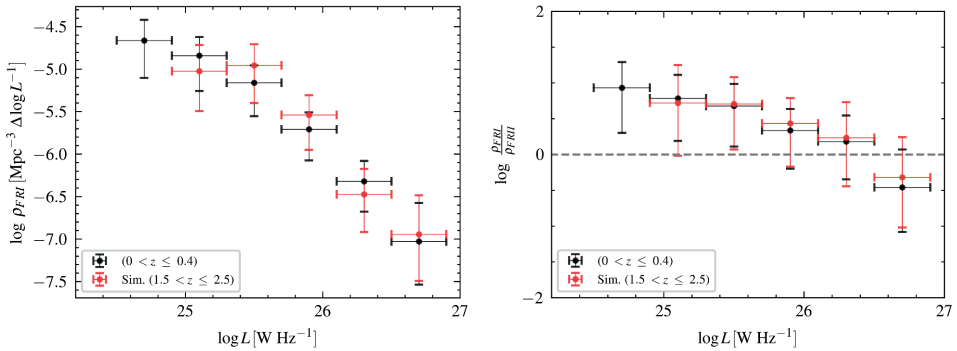 −4.5
−5.0
−5.5
−6.0
−6.5
−7.0
−7.5
log ρ_FRI [Mpc⁻³ Δlog L⁻¹]
(0 < z ≤ 0.4)
Sim. (1.5 < z ≤ 2.5)
25 26 27
log L [W Hz⁻¹]
2
0
−2
log ρ_FRI/ρ_FRII
(0 < z ≤ 0.4)
Sim. (1.5 < z ≤ 2.5)
25 26 27
log L [W Hz⁻¹]